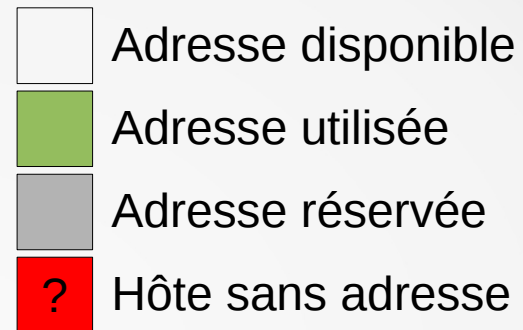 Adresse disponible
Adresse utilisée
Adresse réservée
? Hôte sans adresse